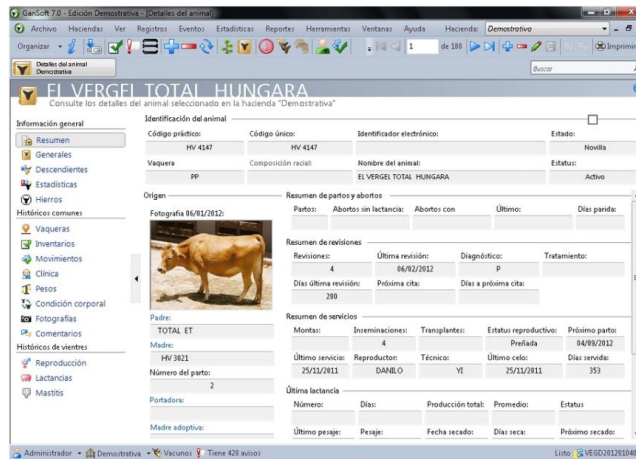 GanSoft 7.0 - Edición Demostrativa - [Detalles del animal]
Archivo Haciendas Ver Registros Eventos Estadísticas Reportes Herramientas Ventanas Ayuda Hacienda: Demostrativa
Organizar 1 de 188 Imprimir
Detalles del animal
Demostrativa
Buscar
EL VERGEL TOTAL HUNGARA
Consulte los detalles del animal seleccionado en la hacienda "Demostrativa"
Información general
Resumen
Generales
Descendientes
Estadísticas
Hierros
Históricos comunes
Vaqueras
Inventarios
Movimientos
Clínica
Pesos
Condición corporal
Fotografías
Comentarios
Históricos de vientres
Reproducción
Lactancias
Mastitis
Identificación del animal
Código práctico: Código único: Identificador electrónico: Estado:
HV 4147 HV 4147 Novilla
Vaquera Composición racial: Nombre del animal: Estatus:
PP EL VERGEL TOTAL HUNGARA Activo
Origen
Fotografía 06/01/2012:
Padre:
TOTAL ET
Madre:
HV 3021
Número del parto:
2
Portadora:
Madre adoptiva:
Resumen de partos y abortos
Partos: Abortos sin lactancia: Abortos con Último: Días parida:
Resumen de revisiones
Revisiones: Última revisión: Diagnóstico: Tratamiento:
4 06/02/2012 P
Días última revisión: Próxima cita: Días a próxima cita:
280
Resumen de servicios
Montas: Inseminaciones: Transplantes: Estatus reproductivo: Próximo parto:
4 Preñada 04/09/2012
Último servicio: Reproductor: Técnico: Último celo: Días servida:
25/11/2011 DANILO YI 25/11/2011 353
Última lactancia
Número: Días: Producción total: Promedio: Estatus
Último pesaje: Pesaje: Fecha secado: Días seca: Próximo secado:
Administrador Demostrativa Vacunos Tiene 428 avisos Listo